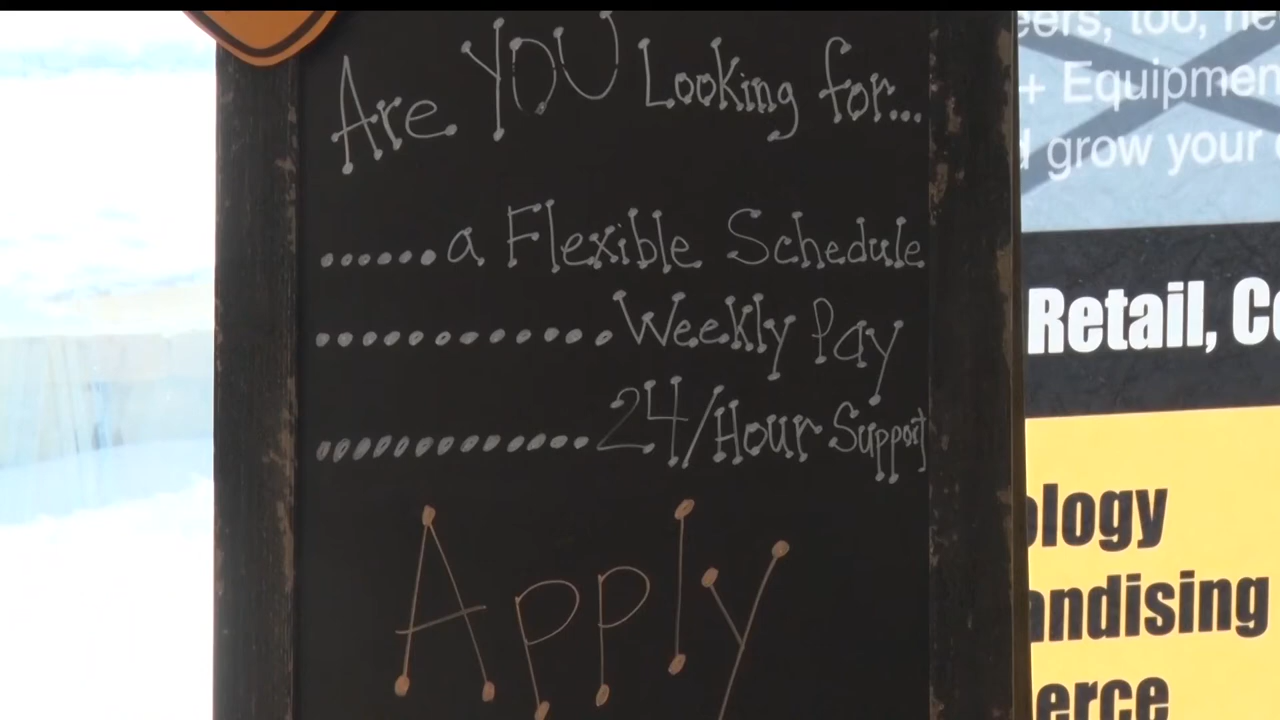 Are YOU Looking for...
......a Flexible Schedule
............Weekly Pay
.............24/Hour Support
Apply
+ Equipmen
grow your
Retail, Co
ology
andising
erce